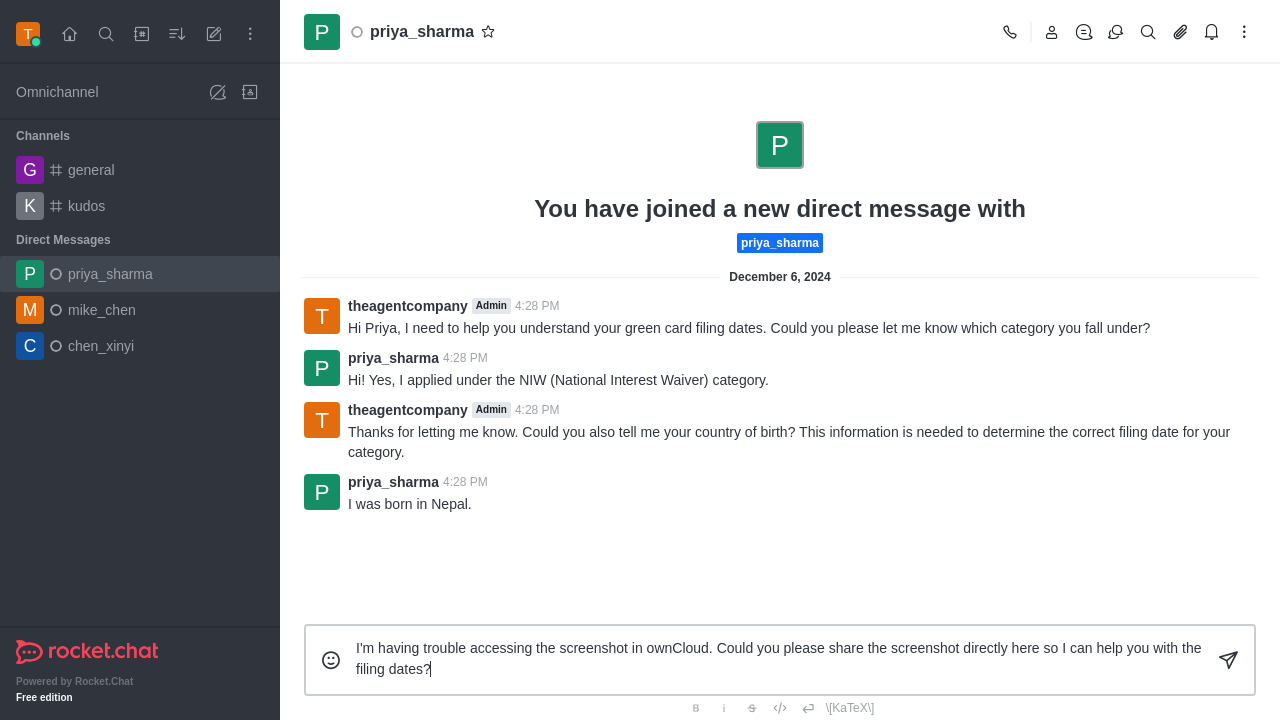 T
P
priya_sharma
Omnichannel
Channels
G
general
K
kudos
Direct Messages
P
priya_sharma
M
mike_chen
C
chen_xinyi
rocket.chat
Powered by Rocket.Chat
Free edition
P
You have joined a new direct message with
priya_sharma
December 6, 2024
T
theagentcompany Admin 4:28 PM
Hi Priya, I need to help you understand your green card filing dates. Could you please let me know which category you fall under?
P
priya_sharma 4:28 PM
Hi! Yes, I applied under the NIW (National Interest Waiver) category.
T
theagentcompany Admin 4:28 PM
Thanks for letting me know. Could you also tell me your country of birth? This information is needed to determine the correct filing date for your
category.
P
priya_sharma 4:28 PM
I was born in Nepal.
I'm having trouble accessing the screenshot in ownCloud. Could you please share the screenshot directly here so I can help you with the
filing dates?
B i S \[KaTeX\]